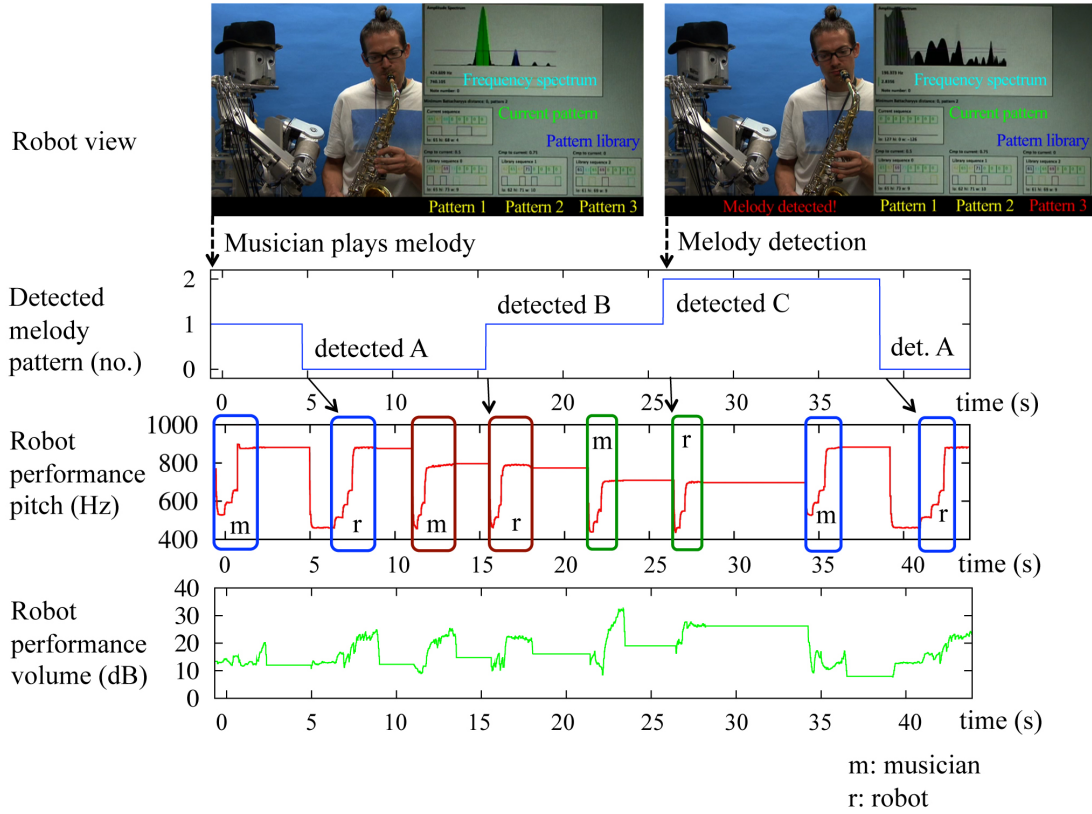 Robot view
Amplitude Spectrum
Frequency spectrum
Current pattern
Pattern library
Pattern 1 Pattern 2 Pattern 3
Amplitude Spectrum
Frequency spectrum
Current pattern
Pattern library
Melody detected!
Pattern 1 Pattern 2 Pattern 3
Musician plays melody
Melody detection
Detected
melody
pattern (no.)
2
1
0
detected A
detected B
detected C
det. A
0 5 10 15 20 25 30 35 40 time (s)
Robot
performance
pitch (Hz)
1000
800
600
400
m r m r m r m r
0 5 10 15 20 25 30 35 40 time (s)
Robot
performance
volume (dB)
40
30
20
10
0
0 5 10 15 20 25 30 35 40 time (s)
m: musician
r: robot